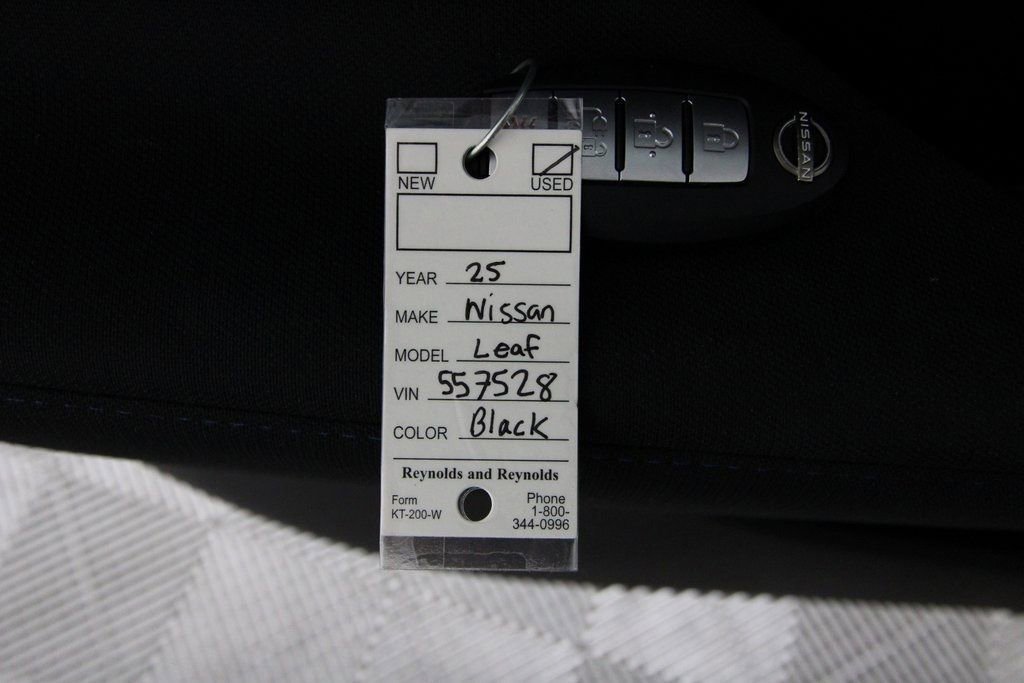 NISSAN
NEW USED
YEAR 25
MAKE Nissan
MODEL Leaf
VIN 557528
COLOR Black
Reynolds and Reynolds
Form
KT-200-W
Phone
1-800-
344-0996